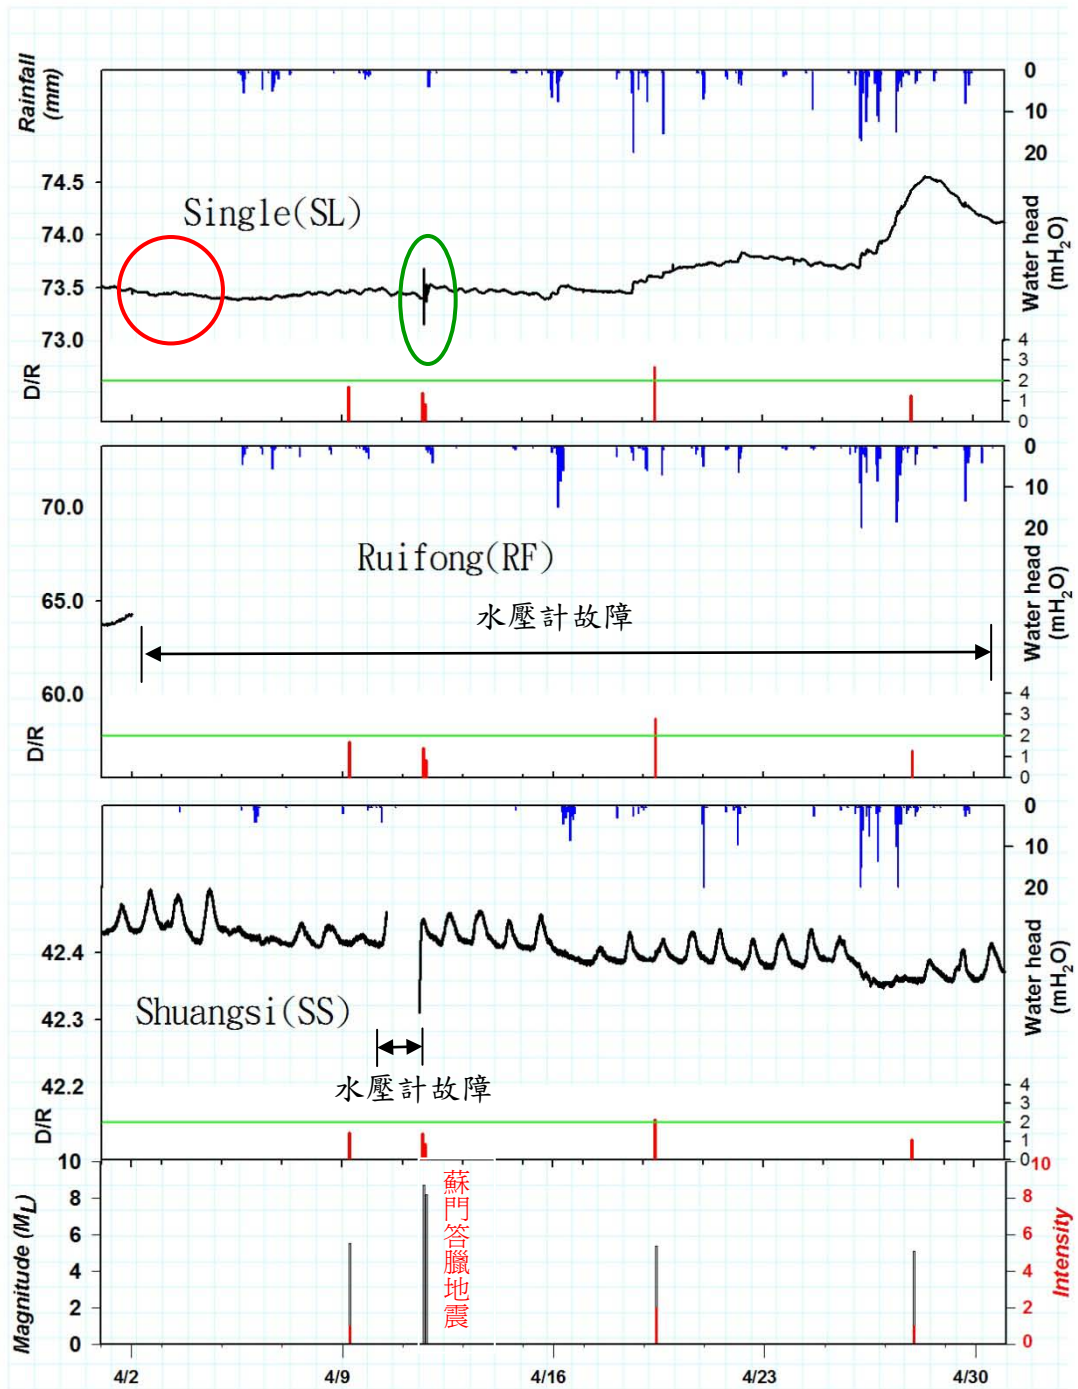 Rainfall
(mm)
0
10
20
74.5
74.0
73.5
73.0
Single(SL)
Water head
(mH2O)
D/R
4
3
2
1
0
0
10
20
70.0
65.0
60.0
Ruifong(RF)
水壓計故障
Water head
(mH2O)
D/R
4
3
2
1
0
0
10
20
42.4
42.3
42.2
Shuangsi(SS)
水壓計故障
Water head
(mH2O)
D/R
4
3
2
1
0
Magnitude (ML)
10
8
6
4
2
0
蘇門答臘地震
10
8
6
4
2
0
Intensity
4/2
4/9
4/16
4/23
4/30